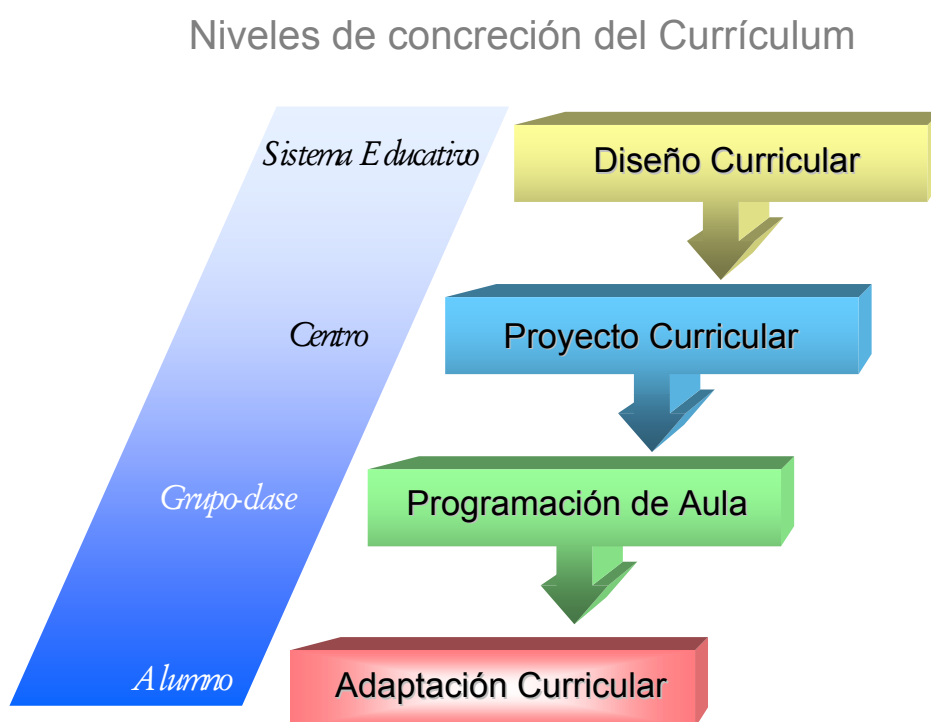 Niveles de concreción del Currículum
Sistema Educativo
Diseño Curricular
Centro
Proyecto Curricular
Grupo-clase
Programación de Aula
Alumno
Adaptación Curricular